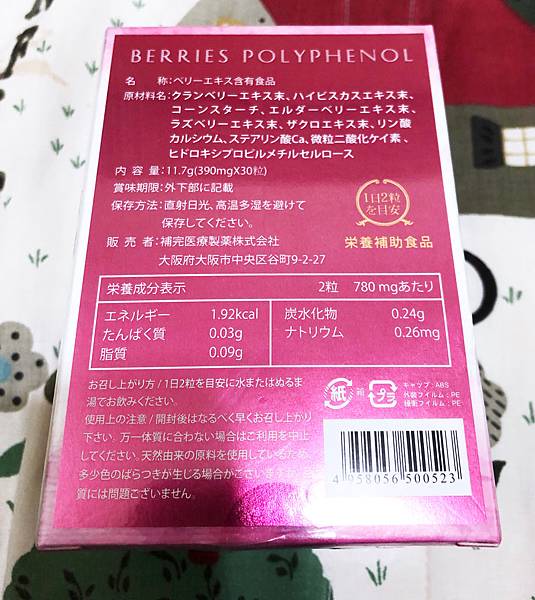 BERRIES POLYPHENOL
名　　称:ベリーエキス含有食品
原材料名:クランベリーエキス末、ハイビスカスエキス末、
コーンスターチ、エルダーベリーエキス末、
ラズベリーエキス末、ザクロエキス末、リン酸
カルシウム、ステアリン酸Ca、微粒二酸化ケイ素、
ヒドロキシプロピルメチルセルロース
内 容 量:11.7g(390mgX30粒)
賞味期限:外下部に記載
保存方法:直射日光、高温多湿を避けて
保存してください。
販 売 者:補完医療製薬株式会社
大阪府大阪市中央区谷町9-2-27
1日2粒
を目安
栄養補助食品
栄養成分表示　2粒　780 mgあたり
エネルギー　1.92kcal
たんぱく質　0.03g
脂質　0.09g
炭水化物　0.24g
ナトリウム　0.26mg
お召し上がり方 / 1日2粒を目安に水またはぬるま
湯でお飲みください。
使用上の注意 / 開封後はなるべく早くお召し上がり
下さい。万一体質に合わない場合はご利用を中止
してください。天然由来の原料を使用しているため、
多少色のばらつきが生じる場合がございますが、品
質には問題ございません。
紙 箱
プラ
キャップ : ABS
外装フィルム : PE
緩衝フィルム : PE
4 958056 500523